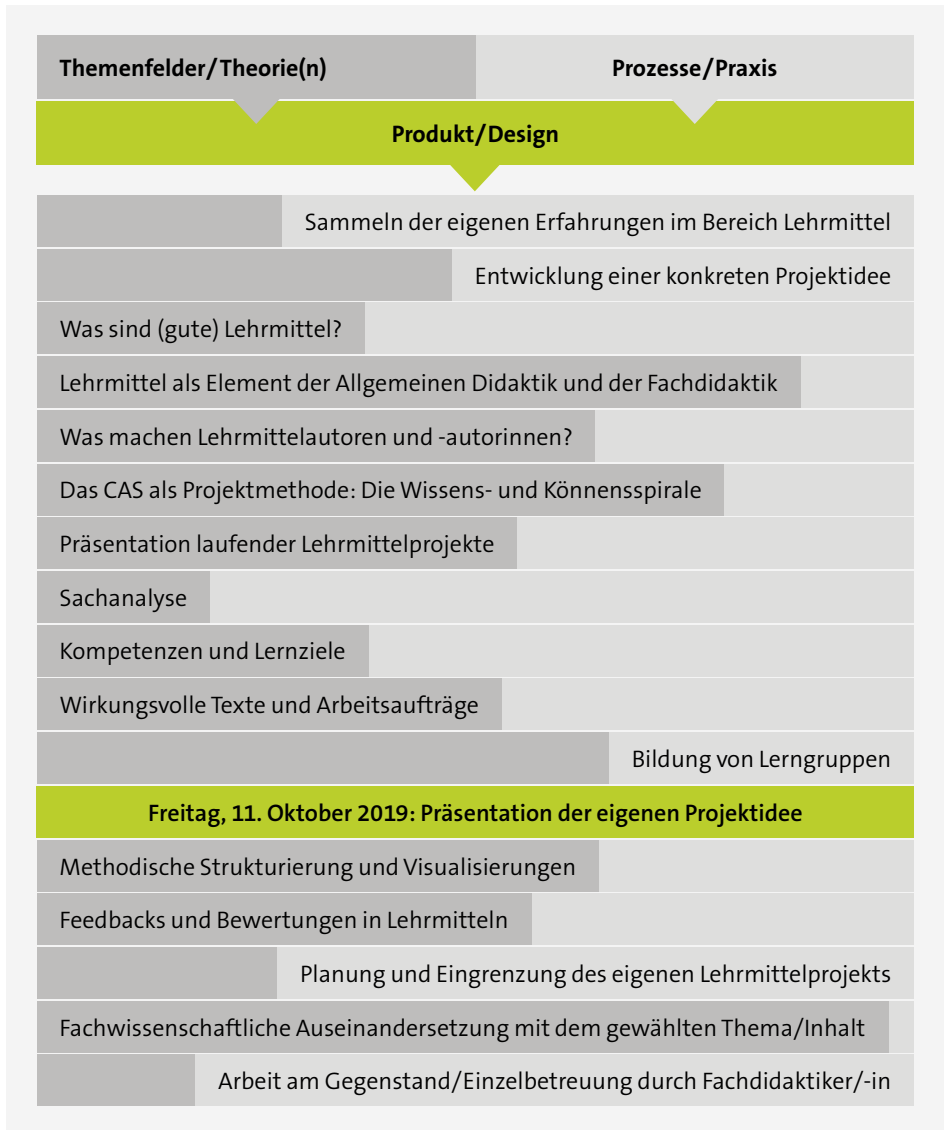 Themenfelder/Theorie(n)
Prozesse/Praxis
Produkt/Design
Sammeln der eigenen Erfahrungen im Bereich Lehrmittel
Entwicklung einer konkreten Projektidee
Was sind (gute) Lehrmittel?
Lehrmittel als Element der Allgemeinen Didaktik und der Fachdidaktik
Was machen Lehrmittelautoren und -autorinnen?
Das CAS als Projektmethode: Die Wissens- und Könnensspirale
Präsentation laufender Lehrmittelprojekte
Sachanalyse
Kompetenzen und Lernziele
Wirkungsvolle Texte und Arbeitsaufträge
Bildung von Lerngruppen
Freitag, 11. Oktober 2019: Präsentation der eigenen Projektidee
Methodische Strukturierung und Visualisierungen
Feedbacks und Bewertungen in Lehrmitteln
Planung und Eingrenzung des eigenen Lehrmittelprojekts
Fachwissenschaftliche Auseinandersetzung mit dem gewählten Thema/Inhalt
Arbeit am Gegenstand/Einzelbetreuung durch Fachdidaktiker/-in